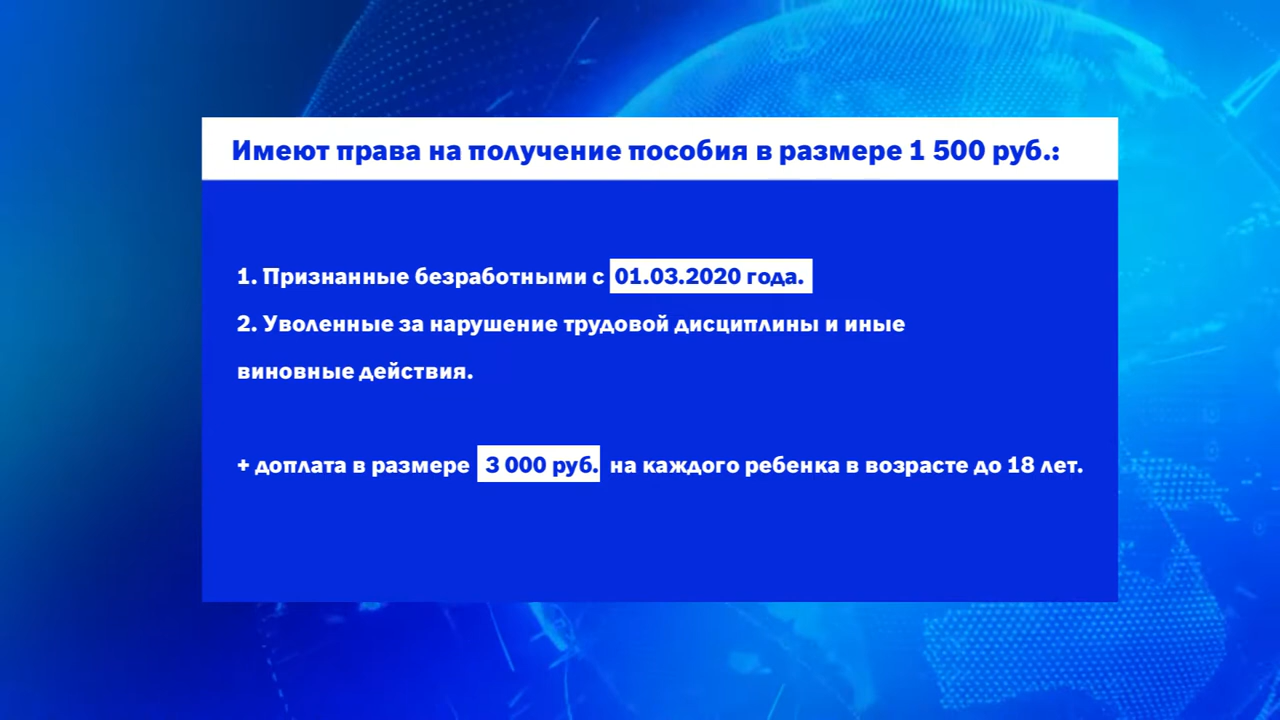 Имеют права на получение пособия в размере 1 500 руб.:
1. Признанные безработными с 01.03.2020 года.
2. Уволенные за нарушение трудовой дисциплины и иные
виновные действия.
+ доплата в размере 3 000 руб. на каждого ребенка в возрасте до 18 лет.